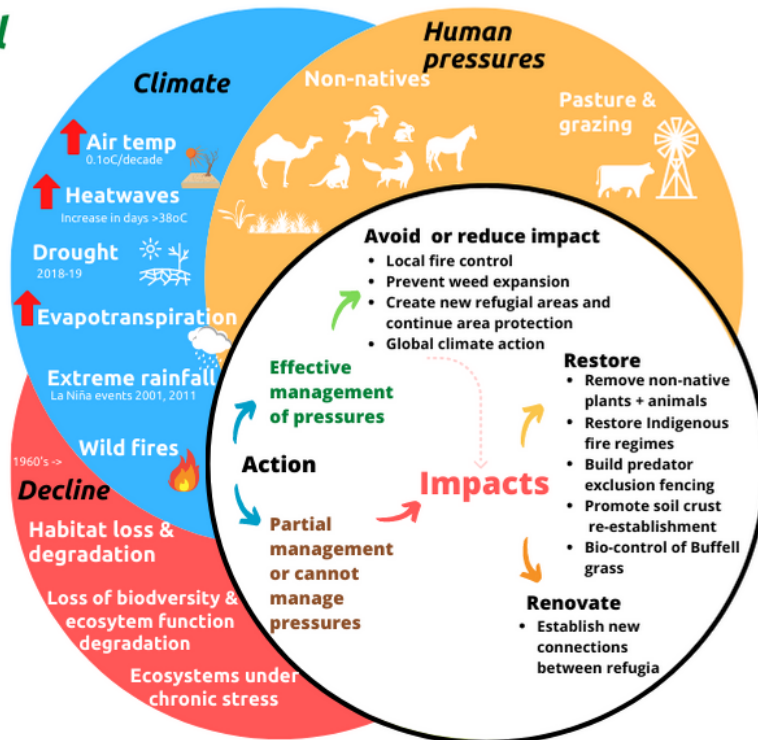 Climate
Air temp
0.1oC/decade
Heatwaves
Increase in days >38oC
Drought
2018-19
Evapotranspiration
Extreme rainfall
La Niña events 2001, 2011
Wild fires
Human
pressures
Non-natives
Pasture &
grazing
1960's ->
Decline
Habitat loss &
degradation
Loss of biodiversity &
ecosytem function
degradation
Ecosystems under
chronic stress
Action
Effective
management
of pressures
Partial
management
or cannot
manage
pressures
Avoid or reduce impact
• Local fire control
• Prevent weed expansion
• Create new refugial areas and
continue area protection
• Global climate action
Impacts
Restore
• Remove non-native
plants + animals
• Restore Indigenous
fire regimes
• Build predator
exclusion fencing
• Promote soil crust
re-establishment
• Bio-control of Buffell
grass
Renovate
• Establish new
connections
between refugia